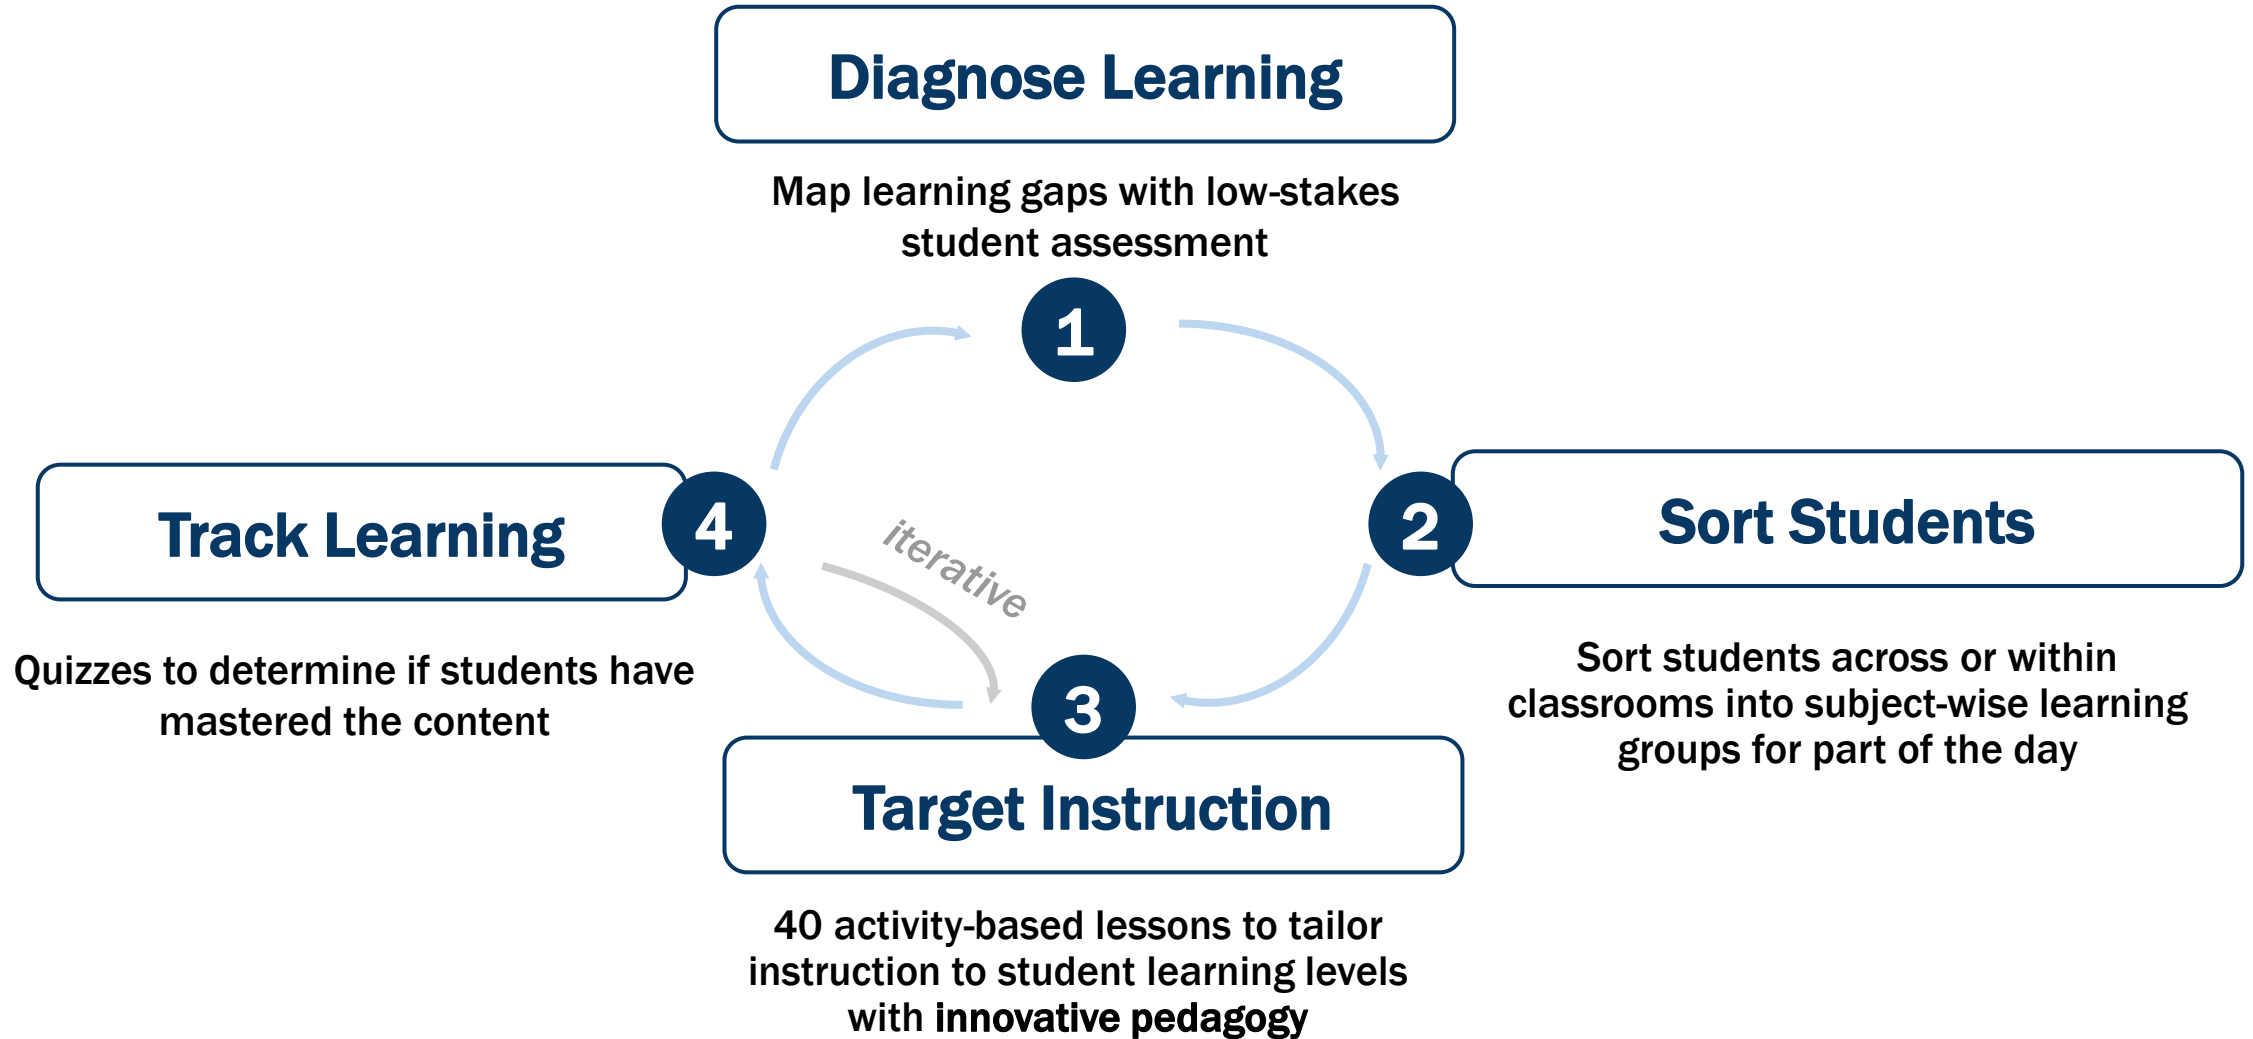 Diagnose Learning
Map learning gaps with low-stakes
student assessment
1
2
Sort Students
Sort students across or within
classrooms into subject-wise learning
groups for part of the day
3
Target Instruction
40 activity-based lessons to tailor
instruction to student learning levels
with innovative pedagogy
4
Track Learning
Quizzes to determine if students have
mastered the content
iterative